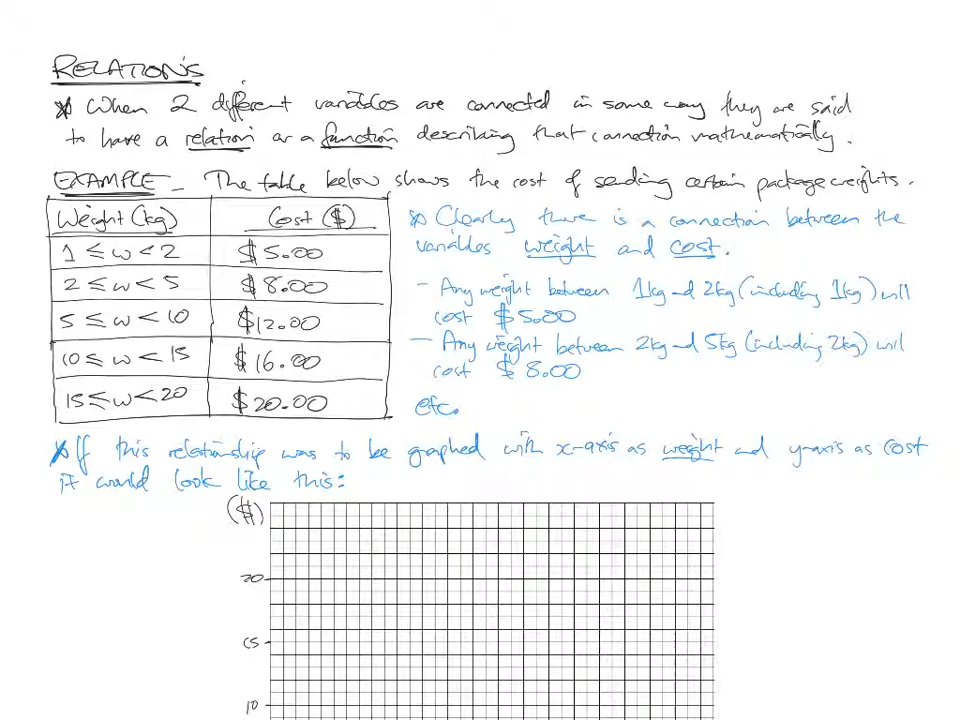 RELATIONS
* When 2 different variables are connected in some way they are said
to have a relation or a function describing that connection mathematically.
EXAMPLE - The table below shows the cost of sending certain package weights.
Weight (kg) Cost ($)
1 ≤ w < 2 $5.00
2 ≤ w < 5 $8.00
5 ≤ w < 10 $12.00
10 ≤ w < 15 $16.00
15 ≤ w < 20 $20.00
* Clearly there is a connection between the
variables weight and cost.
- Any weight between 1kg and 2kg (including 1kg) will
cost $5.00
- Any weight between 2kg and 5kg (including 2kg) will
cost $8.00
etc.
* If this relationship was to be graphed with x-axis as weight and y-axis as cost
it would look like this:
($)
20
15
10